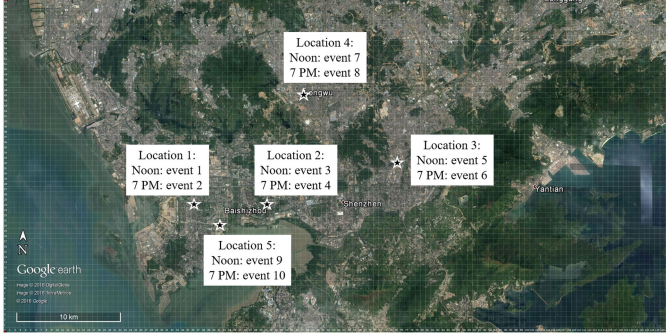 Location 4:
Noon: event 7
7 PM: event 8
ongwu
Location 1:
Noon: event 1
7 PM: event 2
Location 2:
Noon: event 3
7 PM: event 4
Location 3:
Noon: event 5
7 PM: event 6
Yantian
Baishizhou
Shenzhen
Location 5:
Noon: event 9
7 PM: event 10
N
Google earth
10 km